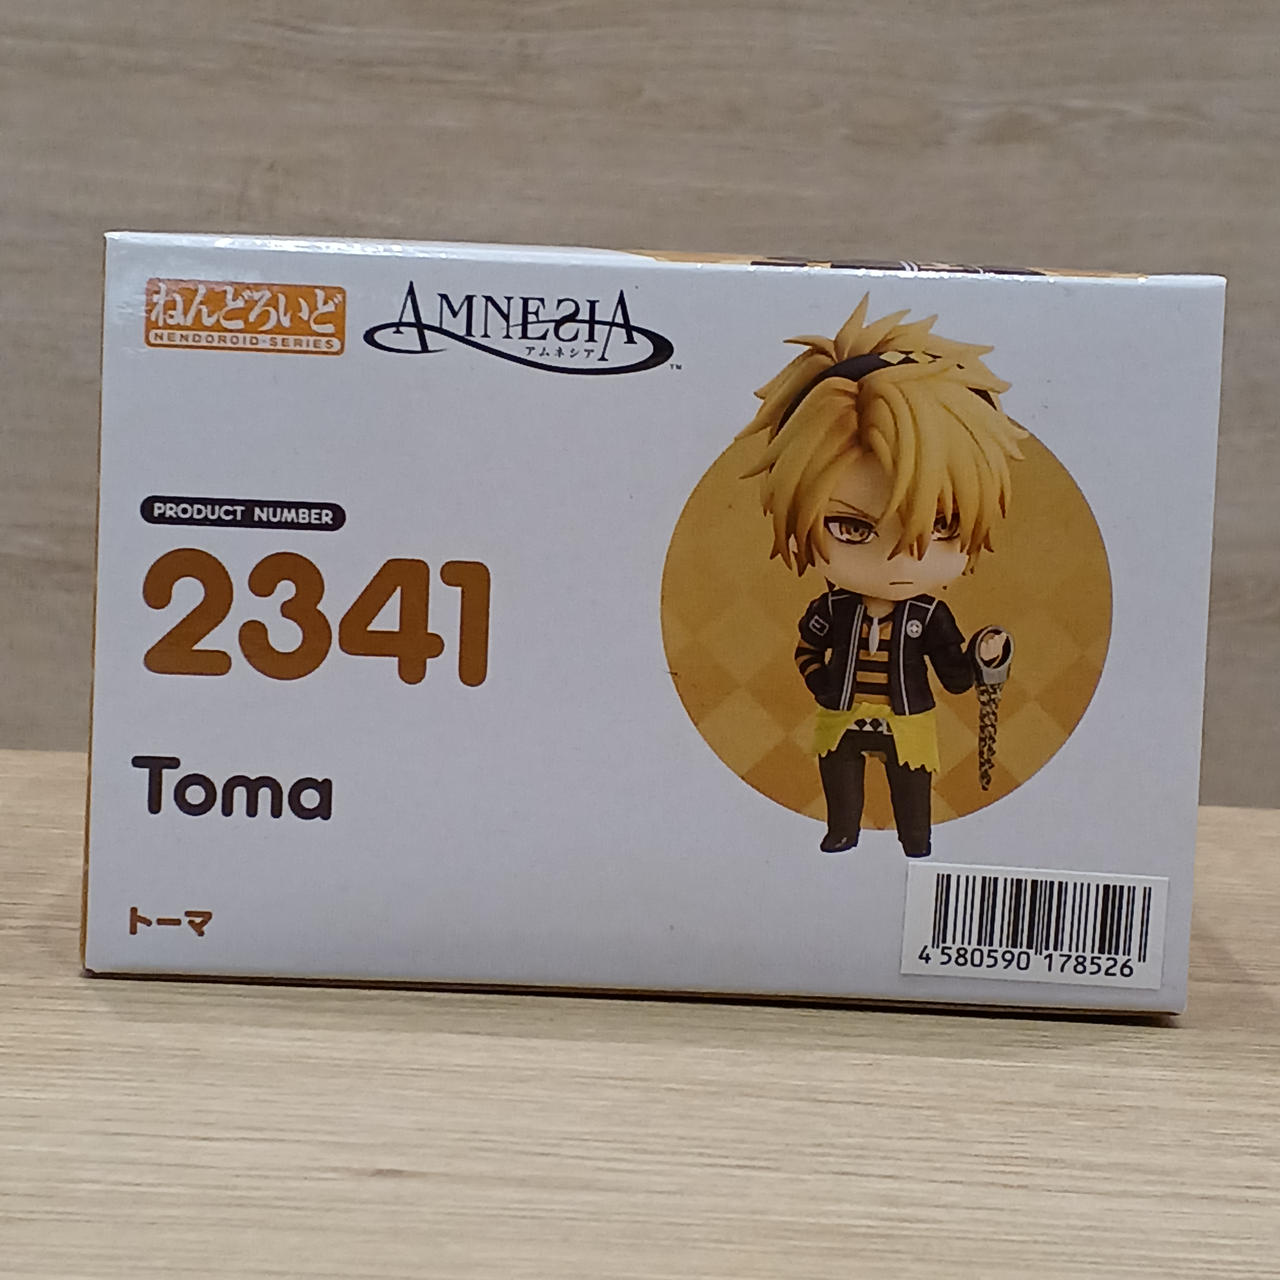 ねんどろいど
NENDOROID-SERIES
AMNESIA
アムネシア
TM
PRODUCT NUMBER
2341
Toma
トーマ
4 580590 178526